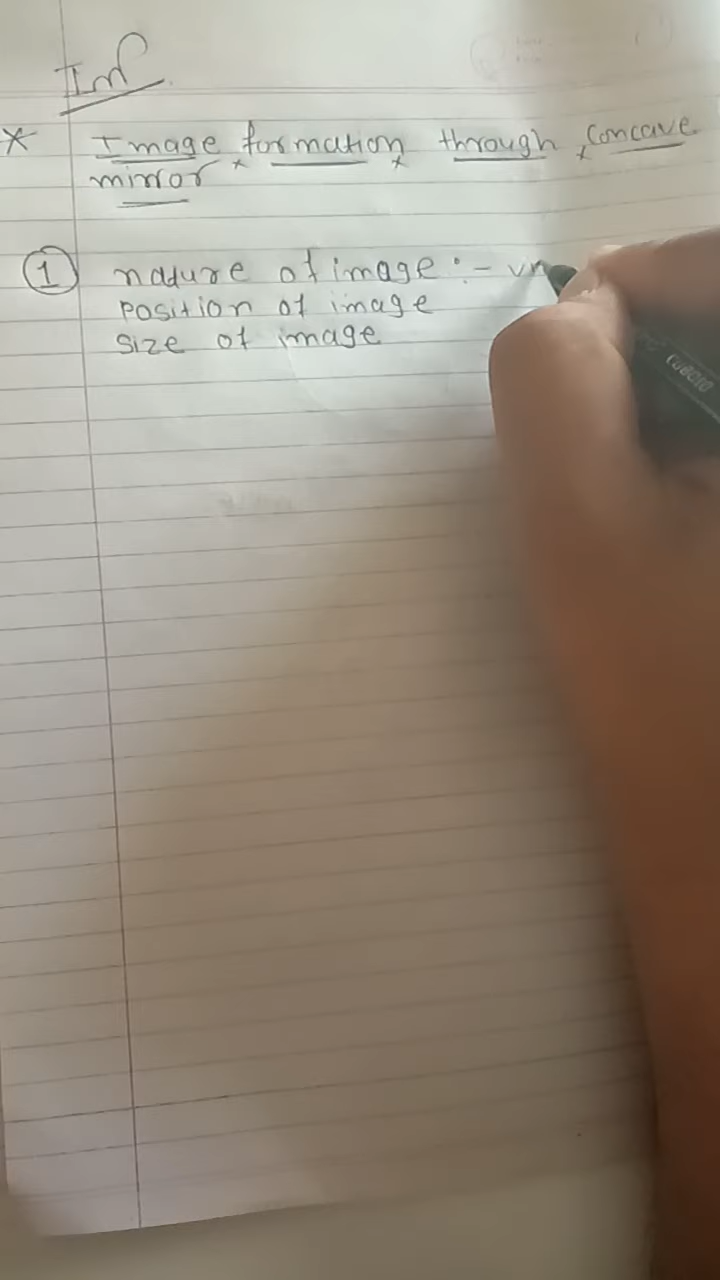 Imp
* Image formation through concave
mirror
1 nature of image :-
position of image
size of image